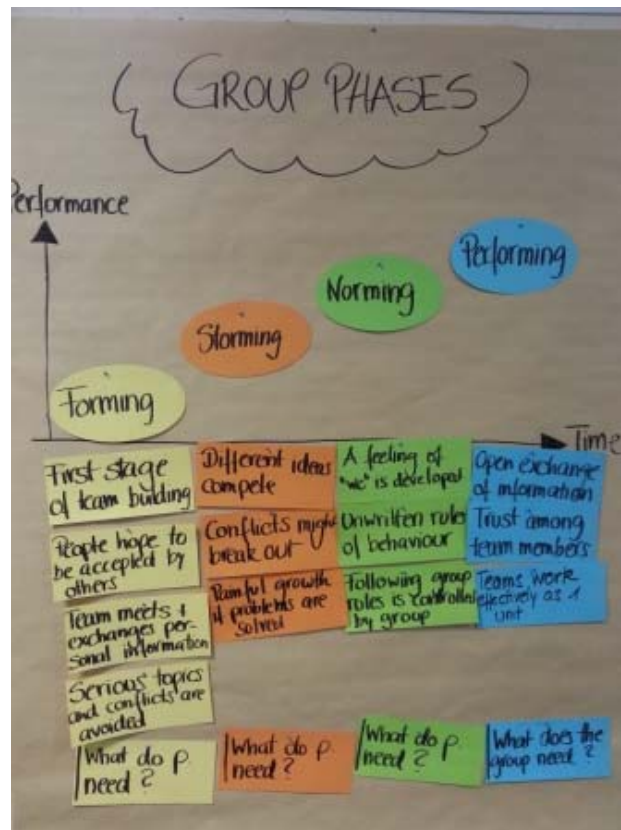 GROUP PHASES
Performance
Performing
Norming
Storming
Forming
Time
First stage
of team building
People hope to
be accepted by
others
Team meets +
exchanges per-
sonal information
Serious topics
and conflicts are
avoided
What do p.
need?
Different ideas
compete
Conflicts might
break out
Painful growth
if problems are
solved
What do p.
need?
A feeling of
"we" is developed
Unwritten rules
of behaviour
Following group
roles is controlled
by group
What do p.
need?
Open exchange
of information
Trust among
team members
Teams work
effectively as 1
unit
What does the
group need?